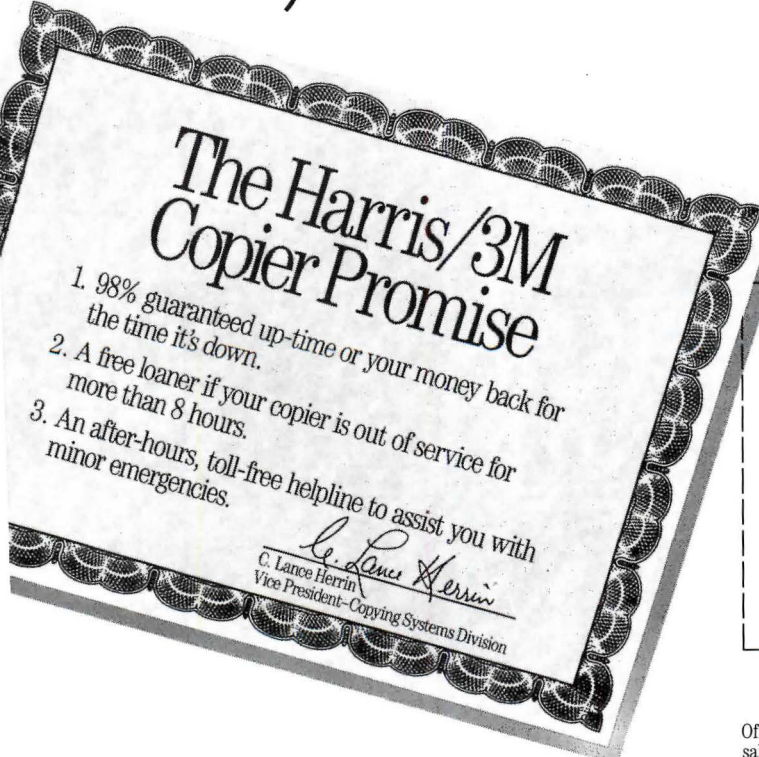 The Harris/3M
Copier Promise
1. 98% guaranteed up-time or your money back for
the time it's down.
2. A free loaner if your copier is out of service for
more than 8 hours.
3. An after-hours, toll-free helpline to assist you with
minor emergencies.
C. Lance Herrin
C. Lance Herrin
Vice President–Copying Systems Division